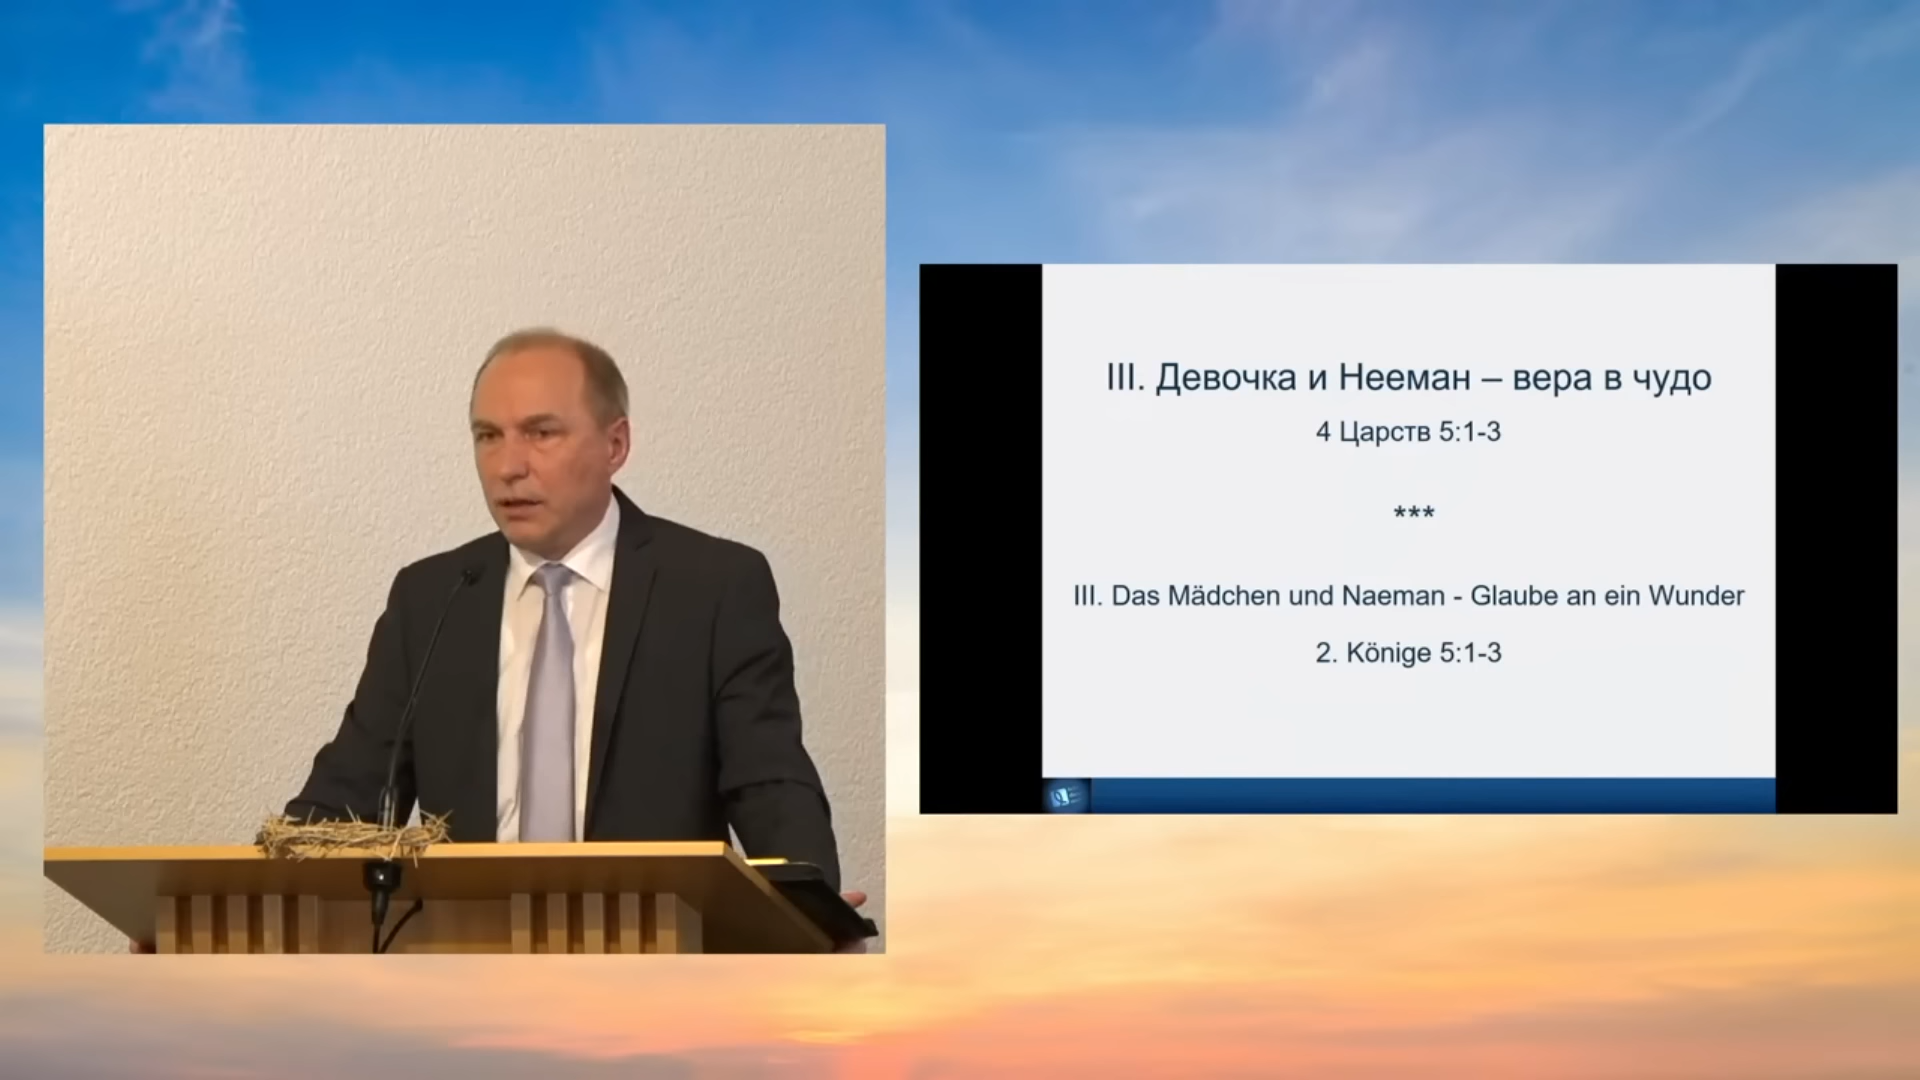 III. Девочка и Нееман – вера в чудо
4 Царств 5:1-3
***
III. Das Mädchen und Naeman - Glaube an ein Wunder
2. Könige 5:1-3